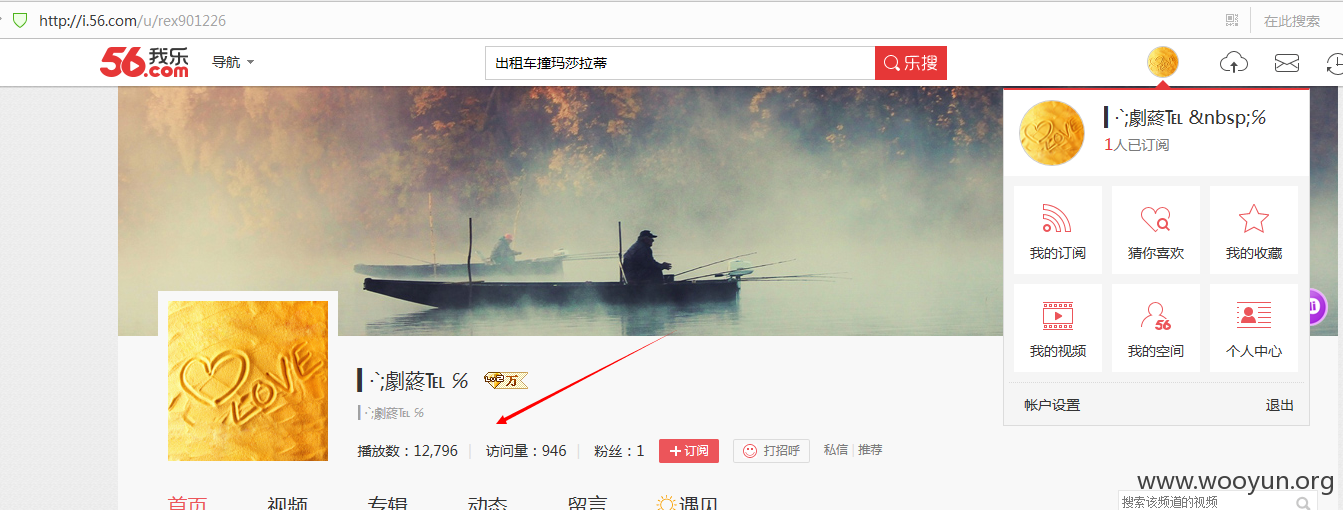 http://i.56.com/u/rex901226
在此搜索
56我乐.com
导航
出租车撞玛莎拉蒂
乐搜
┃·`;劇蕵℡ &nbsp;℅
1人已订阅
我的订阅 猜你喜欢 我的收藏
我的视频 我的空间 个人中心
帐户设置 退出
LOVE
┃·`;劇蕵℡ ℅
万
┃·`;劇蕵℡ ℅
播放数：12,796 | 访问量：946 | 粉丝：1 +订阅 打招呼 私信 | 推荐
首页 视频 专辑 动态 留言 遇见
www.wooyun.org
搜索该频道的视频